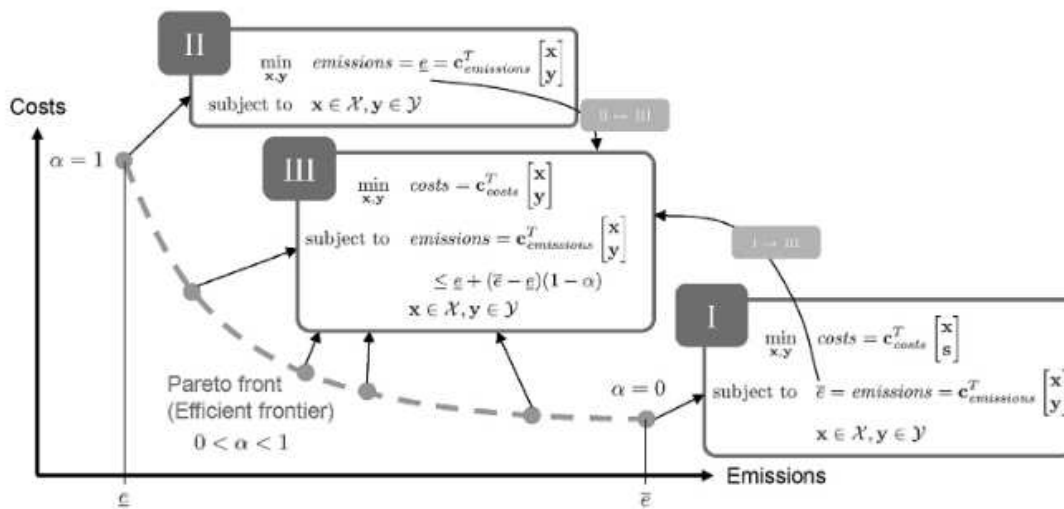 II
min x,y emissions = e = c^T_emissions [x y]
subject to x ∈ X, y ∈ Y
Costs
II → III
α = 1
III
min x,y costs = c^T_costs [x y]
subject to emissions = c^T_emissions [x y]
≤ e + (ē − e)(1 − α)
x ∈ X, y ∈ Y
I → III
I
min x,y costs = c^T_costs [x s]
subject to ē = emissions = c^T_emissions [x y]
x ∈ X, y ∈ Y
Pareto front
(Efficient frontier)
0 < α < 1
α = 0
Emissions
e
ē